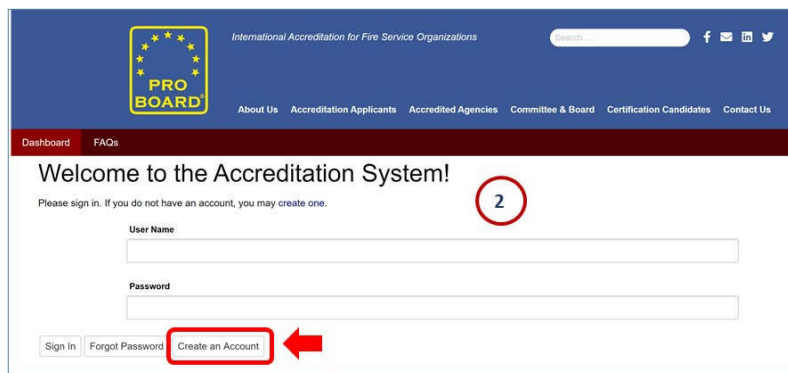 International Accreditation for Fire Service Organizations
Search ...
PRO
BOARD®
About Us Accreditation Applicants Accredited Agencies Committee & Board Certification Candidates Contact Us
Dashboard FAQs
Welcome to the Accreditation System!
Please sign in. If you do not have an account, you may create one.
2
User Name
Password
Sign In Forgot Password Create an Account